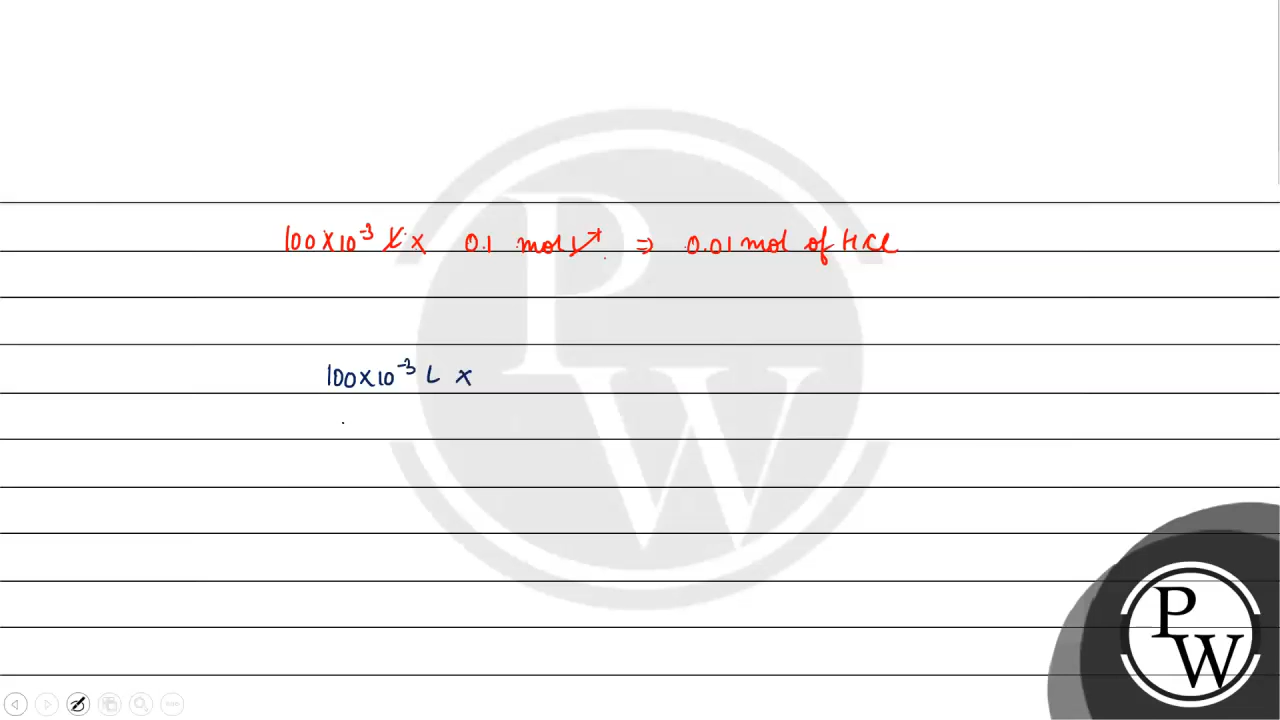 100×10⁻³ L × 0.1 mol L⁻¹ ⇒ 0.01 mol of HCl
100×10⁻³ L ×
P
W
P
W